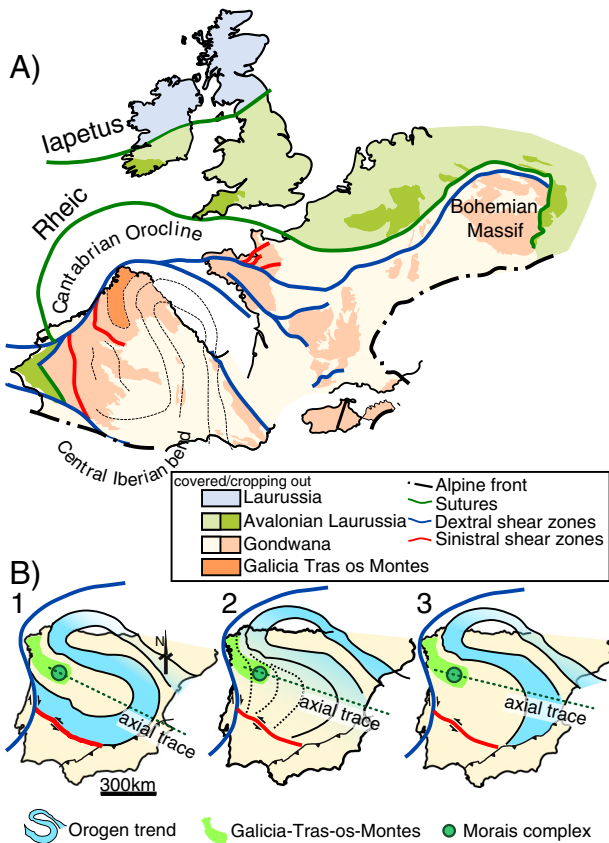 A)
Iapetus
Rheic
Cantabrian Orocline
Bohemian
Massif
Central Iberian bend
covered/cropping out
Laurussia
Avalonian Laurussia
Gondwana
Galicia Tras os Montes
Alpine front
Sutures
Dextral shear zones
Sinistral shear zones
B)
1
2
3
N
axial trace
axial trace
axial trace
300km
Orogen trend
Galicia-Tras-os-Montes
Morais complex